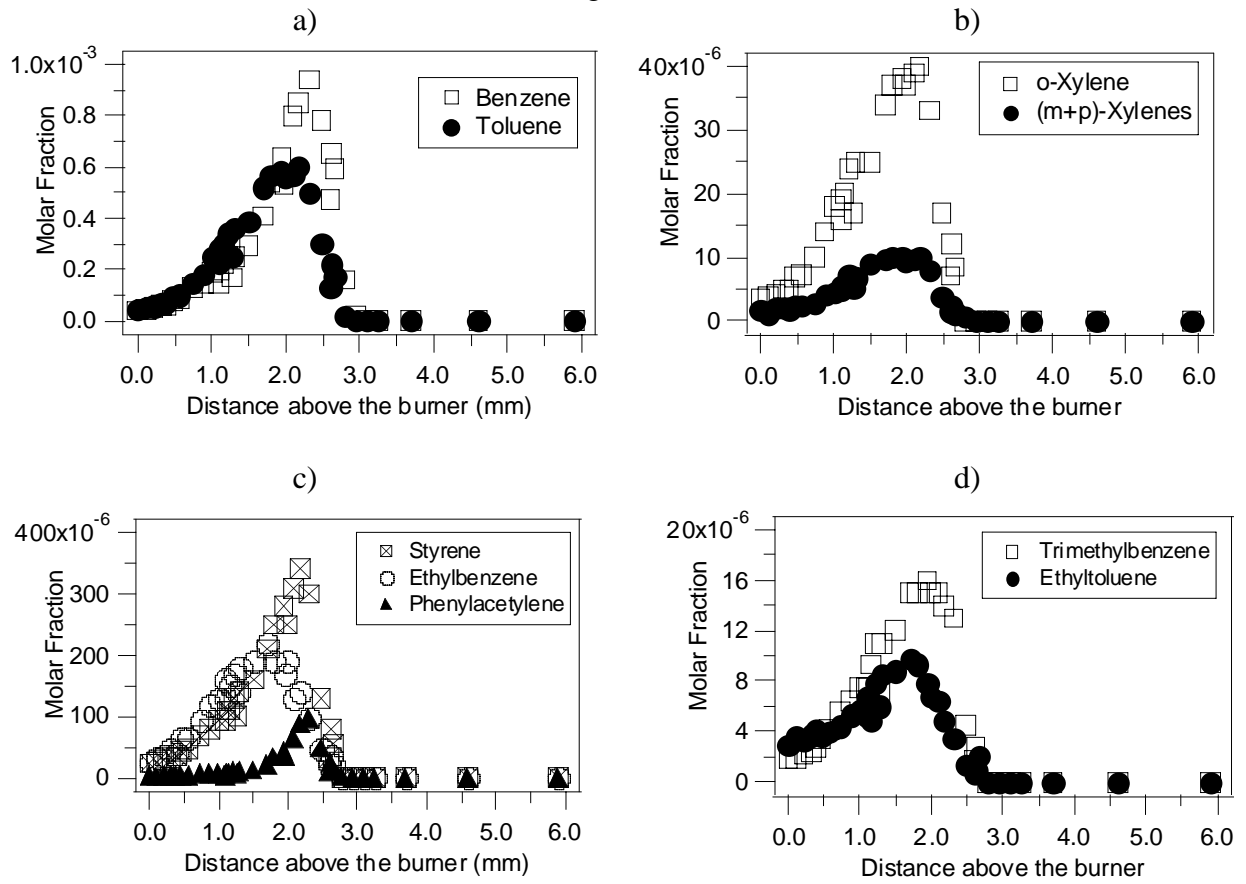 a)
1.0x10-3
0.8
0.6
0.4
0.2
0.0
Molar Fraction
Benzene
Toluene
0.0 1.0 2.0 3.0 4.0 5.0 6.0
Distance above the burner (mm)
b)
40x10-6
30
20
10
0
Molar Fraction
o-Xylene
(m+p)-Xylenes
0.0 1.0 2.0 3.0 4.0 5.0 6.0
Distance above the burner
c)
400x10-6
300
200
100
0
Molar Fraction
Styrene
Ethylbenzene
Phenylacetylene
0.0 1.0 2.0 3.0 4.0 5.0 6.0
Distance above the burner (mm)
d)
20x10-6
16
12
8
4
0
Molar Fraction
Trimethylbenzene
Ethyltoluene
0.0 1.0 2.0 3.0 4.0 5.0 6.0
Distance above the burner